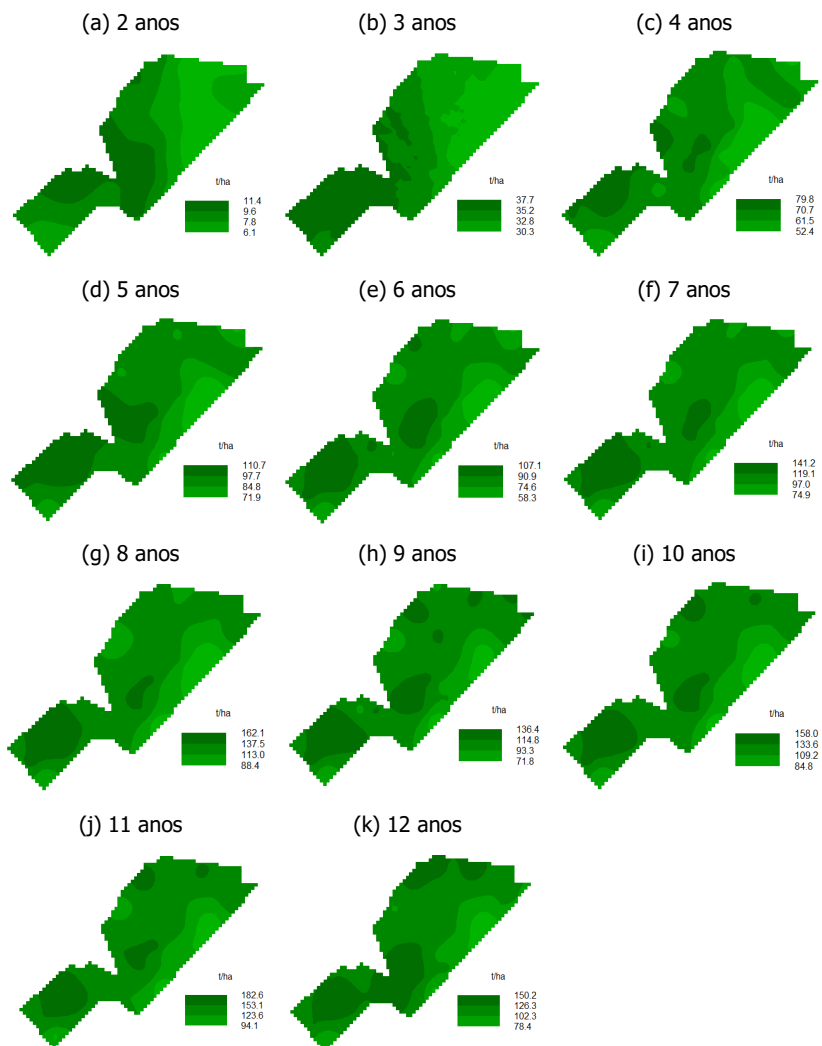 (a) 2 anos
(b) 3 anos
(c) 4 anos
t/ha
11.4
9.6
7.8
6.1
t/ha
37.7
35.2
32.8
30.3
t/ha
79.8
70.7
61.5
52.4
(d) 5 anos
(e) 6 anos
(f) 7 anos
t/ha
110.7
97.7
84.8
71.9
t/ha
107.1
90.9
74.6
58.3
t/ha
141.2
119.1
97.0
74.9
(g) 8 anos
(h) 9 anos
(i) 10 anos
t/ha
162.1
137.5
113.0
88.4
t/ha
136.4
114.8
93.3
71.8
t/ha
158.0
133.6
109.2
84.8
(j) 11 anos
(k) 12 anos
t/ha
182.6
153.1
123.6
94.1
t/ha
150.2
126.3
102.3
78.4